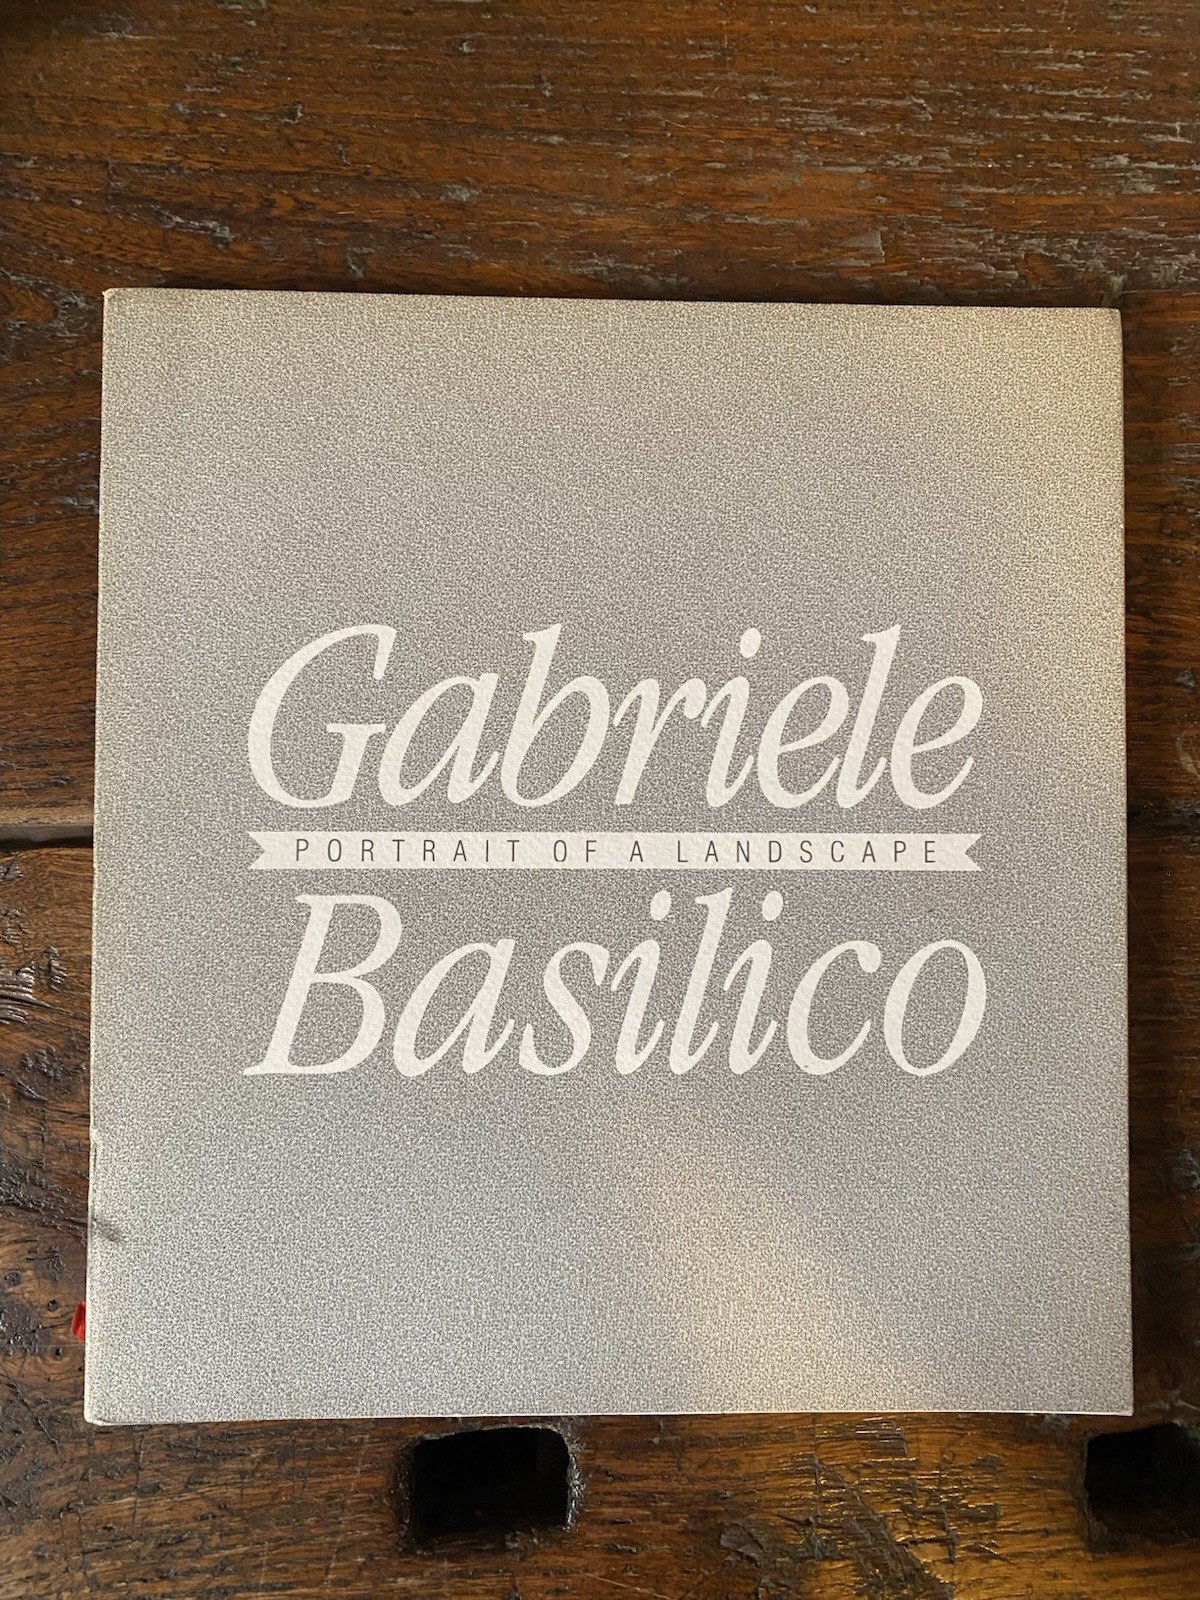 Gabriele
PORTRAIT OF A LANDSCAPE
Basilico